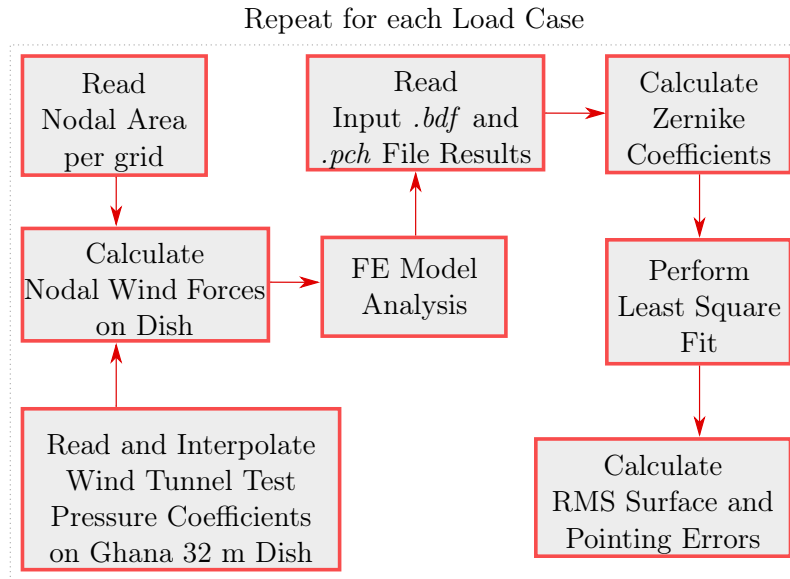 Repeat for each Load Case
Read
Nodal Area
per grid
Calculate
Nodal Wind Forces
on Dish
Read and Interpolate
Wind Tunnel Test
Pressure Coefficients
on Ghana 32 m Dish
FE Model
Analysis
Read
Input .bdf and
.pch File Results
Calculate
Zernike
Coefficients
Perform
Least Square
Fit
Calculate
RMS Surface and
Pointing Errors